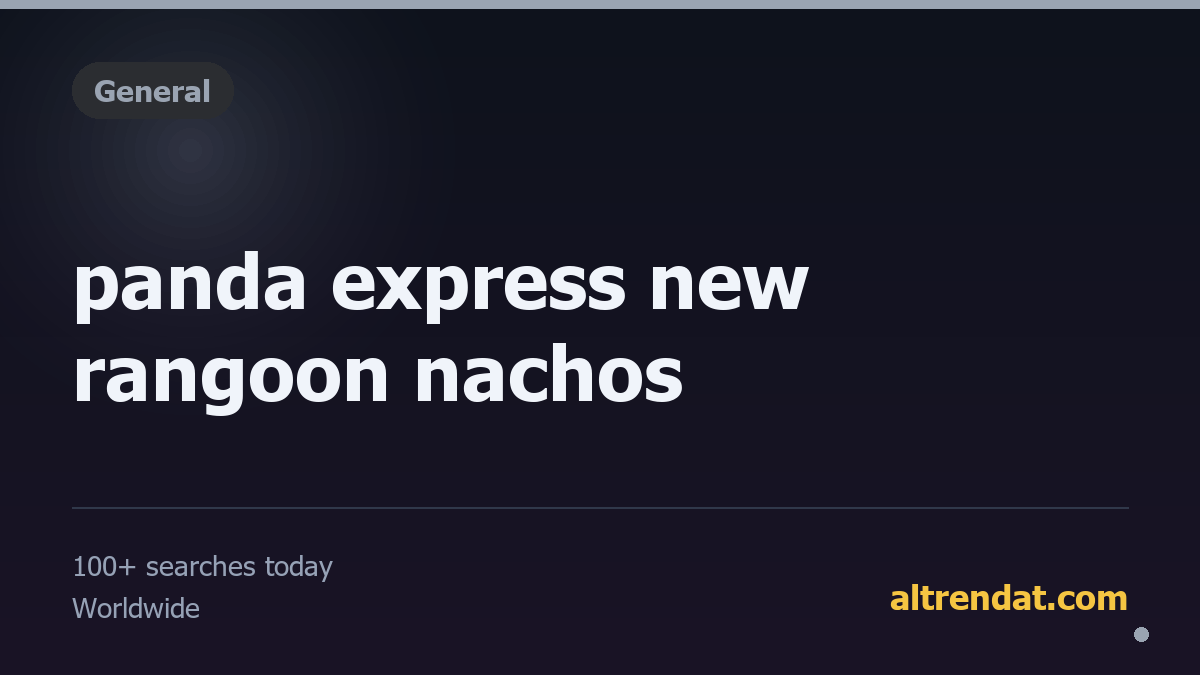 General
panda express new
rangoon nachos
100+ searches today
Worldwide
altrendat.com